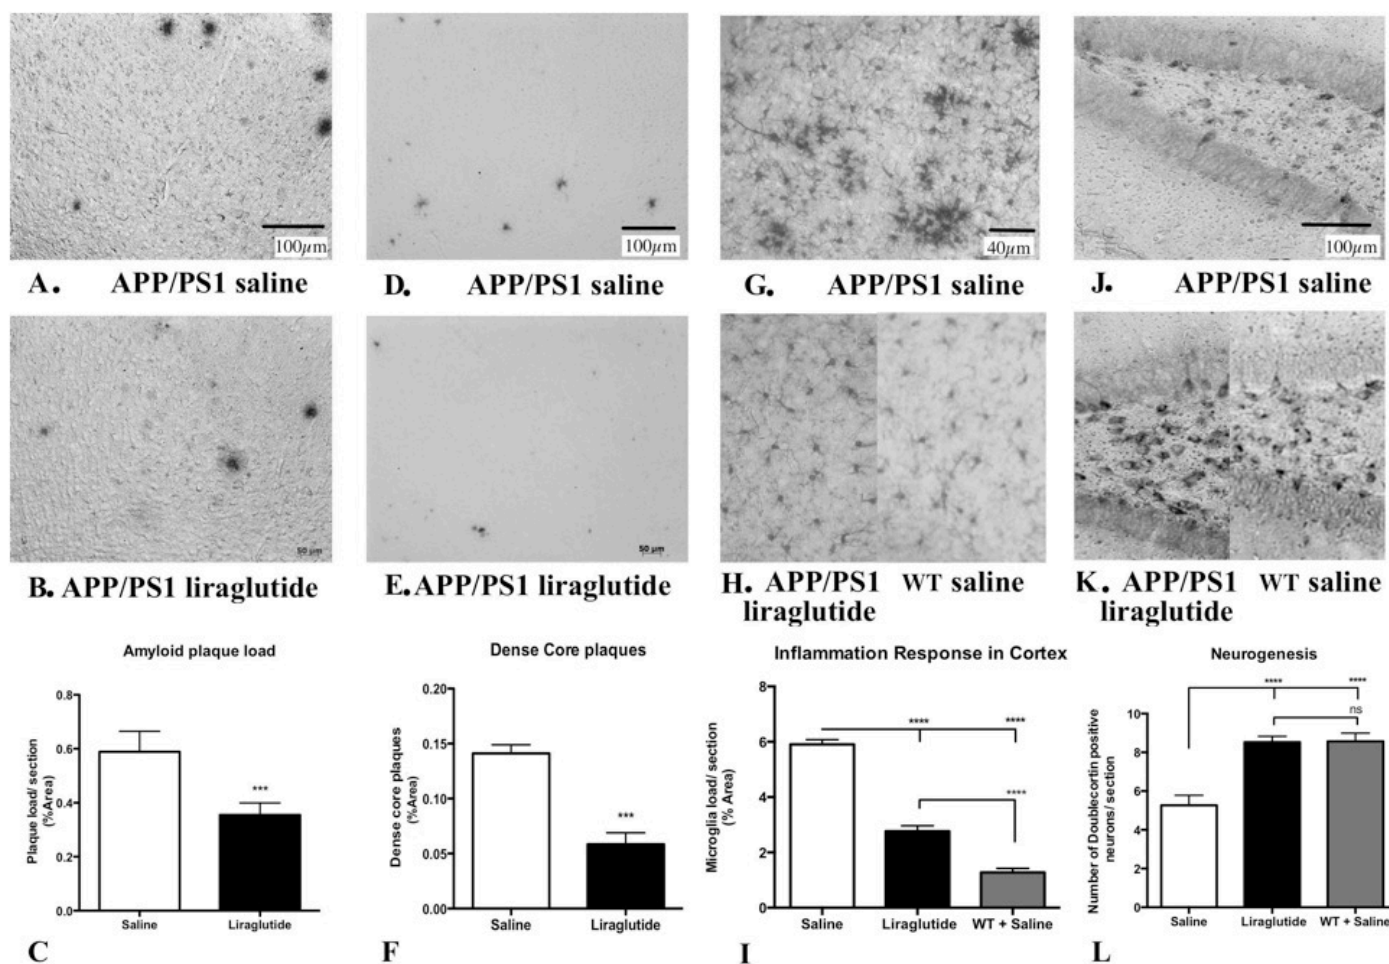 100µm
100µm
40µm
100µm
A. APP/PS1 saline
D. APP/PS1 saline
G. APP/PS1 saline
J. APP/PS1 saline
50 µm
50 µm
B. APP/PS1 liraglutide
E. APP/PS1 liraglutide
H. APP/PS1 WT saline
liraglutide
K. APP/PS1 WT saline
liraglutide
Amyloid plaque load
Plaque load/ section
(%Area)
0.8
0.6
0.4
0.2
0.0
***
Saline Liraglutide
C
Dense Core plaques
Dense core plaques
(%Area)
0.20
0.15
0.10
0.05
0.00
***
Saline Liraglutide
F
Inflammation Response in Cortex
Microglia load/ section
(% Area)
8
6
4
2
0
**** ****
****
Saline Liraglutide WT + Saline
I
Neurogenesis
Number of Doublecortin positive
neurons/ section
10
8
6
4
2
0
**** ****
ns
Saline Liraglutide WT + Saline
L